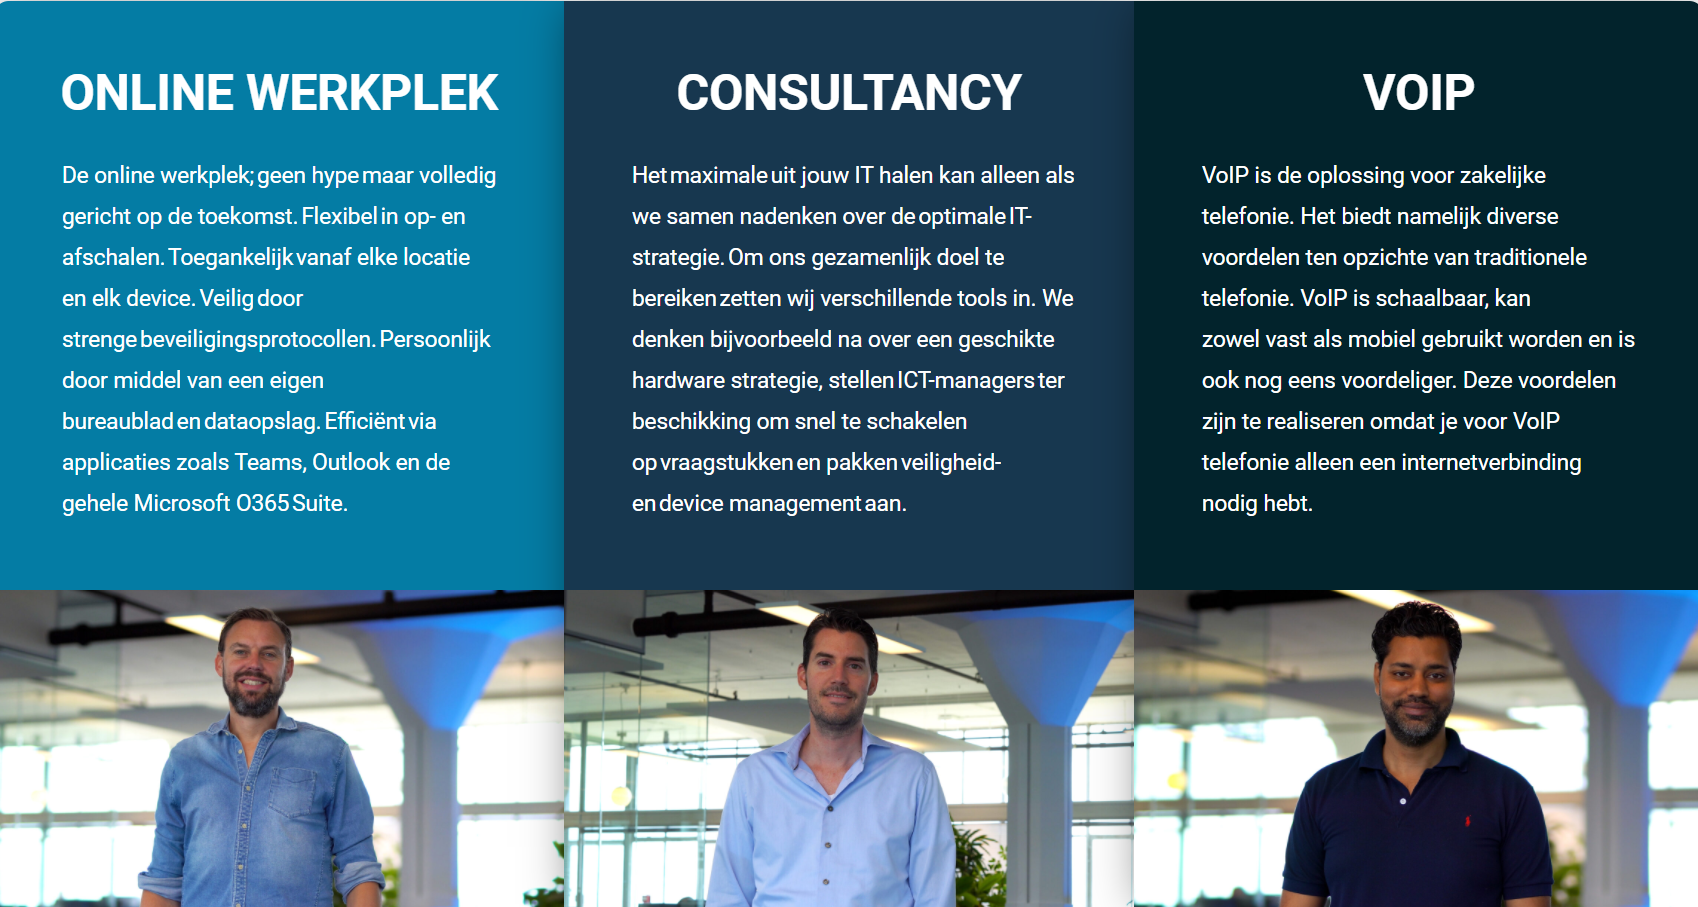 ONLINE WERKPLEK
De online werkplek; geen hype maar volledig
gericht op de toekomst. Flexibel in op- en
afschalen. Toegankelijk vanaf elke locatie
en elk device. Veilig door
strenge beveiligingsprotocollen. Persoonlijk
door middel van een eigen
bureaublad en dataopslag. Efficiënt via
applicaties zoals Teams, Outlook en de
gehele Microsoft O365 Suite.
CONSULTANCY
Het maximale uit jouw IT halen kan alleen als
we samen nadenken over de optimale IT-
strategie. Om ons gezamenlijk doel te
bereiken zetten wij verschillende tools in. We
denken bijvoorbeeld na over een geschikte
hardware strategie, stellen ICT-managers ter
beschikking om snel te schakelen
op vraagstukken en pakken veiligheid-
en device management aan.
VOIP
VoIP is de oplossing voor zakelijke
telefonie. Het biedt namelijk diverse
voordelen ten opzichte van traditionele
telefonie. VoIP is schaalbaar, kan
zowel vast als mobiel gebruikt worden en is
ook nog eens voordeliger. Deze voordelen
zijn te realiseren omdat je voor VoIP
telefonie alleen een internetverbinding
nodig hebt.